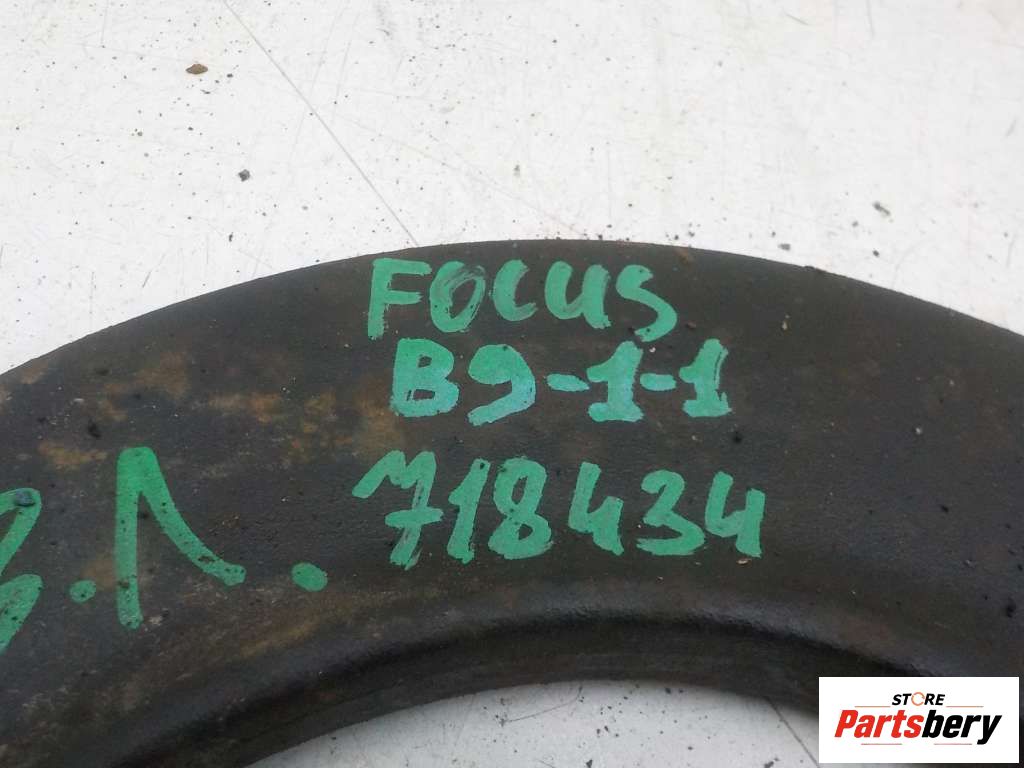 FOCUS
B9-1-1
718434
З.Л.
STORE
Partsbery